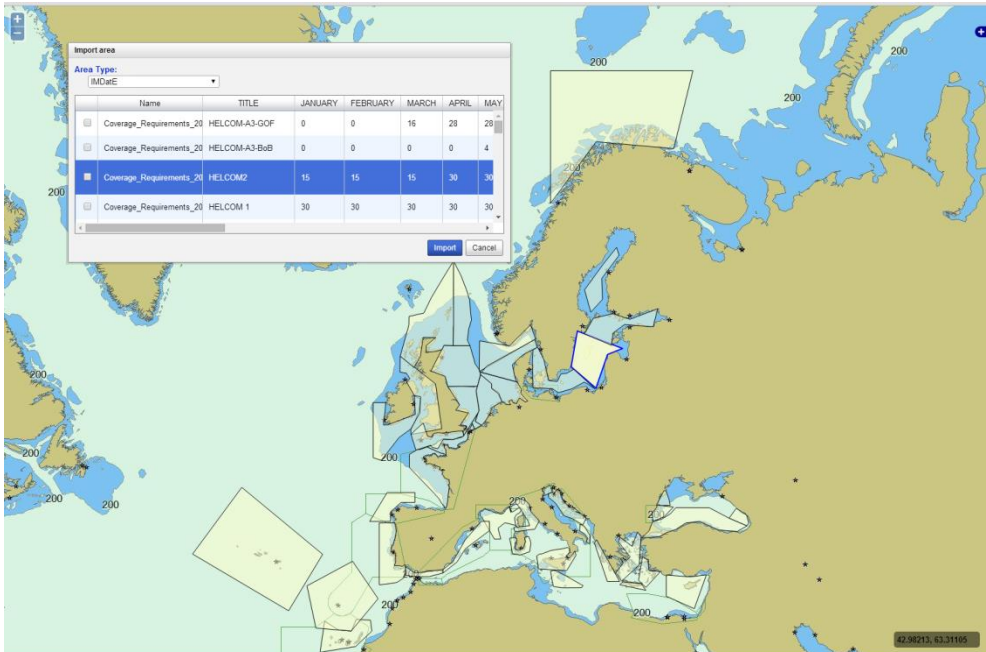 Import area
Area Type:
IMDatE
Name TITLE JANUARY FEBRUARY MARCH APRIL MAY
Coverage_Requirements_20 HELCOM-A3-GOF 0 0 16 28 28
Coverage_Requirements_20 HELCOM-A3-BoB 0 0 0 0 4
Coverage_Requirements_20 HELCOM2 15 15 15 30 30
Coverage_Requirements_20 HELCOM 1 30 30 30 30 30
Import Cancel
200
200
200
200
200
200
200
200
200
200
200
200
200
200
42.98213, 63.31105